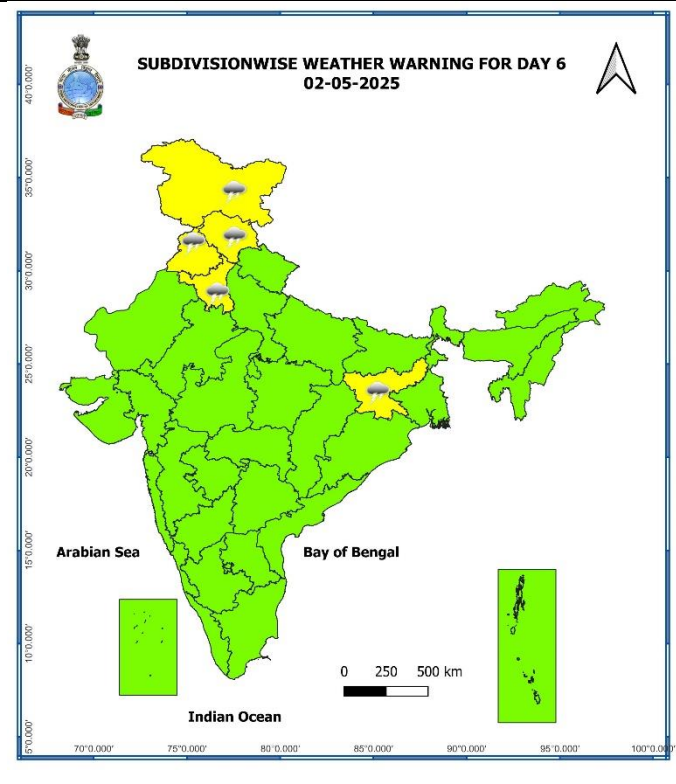 SUBDIVISIONWISE WEATHER WARNING FOR DAY 6
02-05-2025
40°0.000'
35°0.000'
30°0.000'
25°0.000'
20°0.000'
15°0.000'
10°0.000'
5°0.000'
Arabian Sea
Bay of Bengal
0 250 500 km
Indian Ocean
70°0.000' 75°0.000' 80°0.000' 85°0.000' 90°0.000' 95°0.000' 100°0.000'